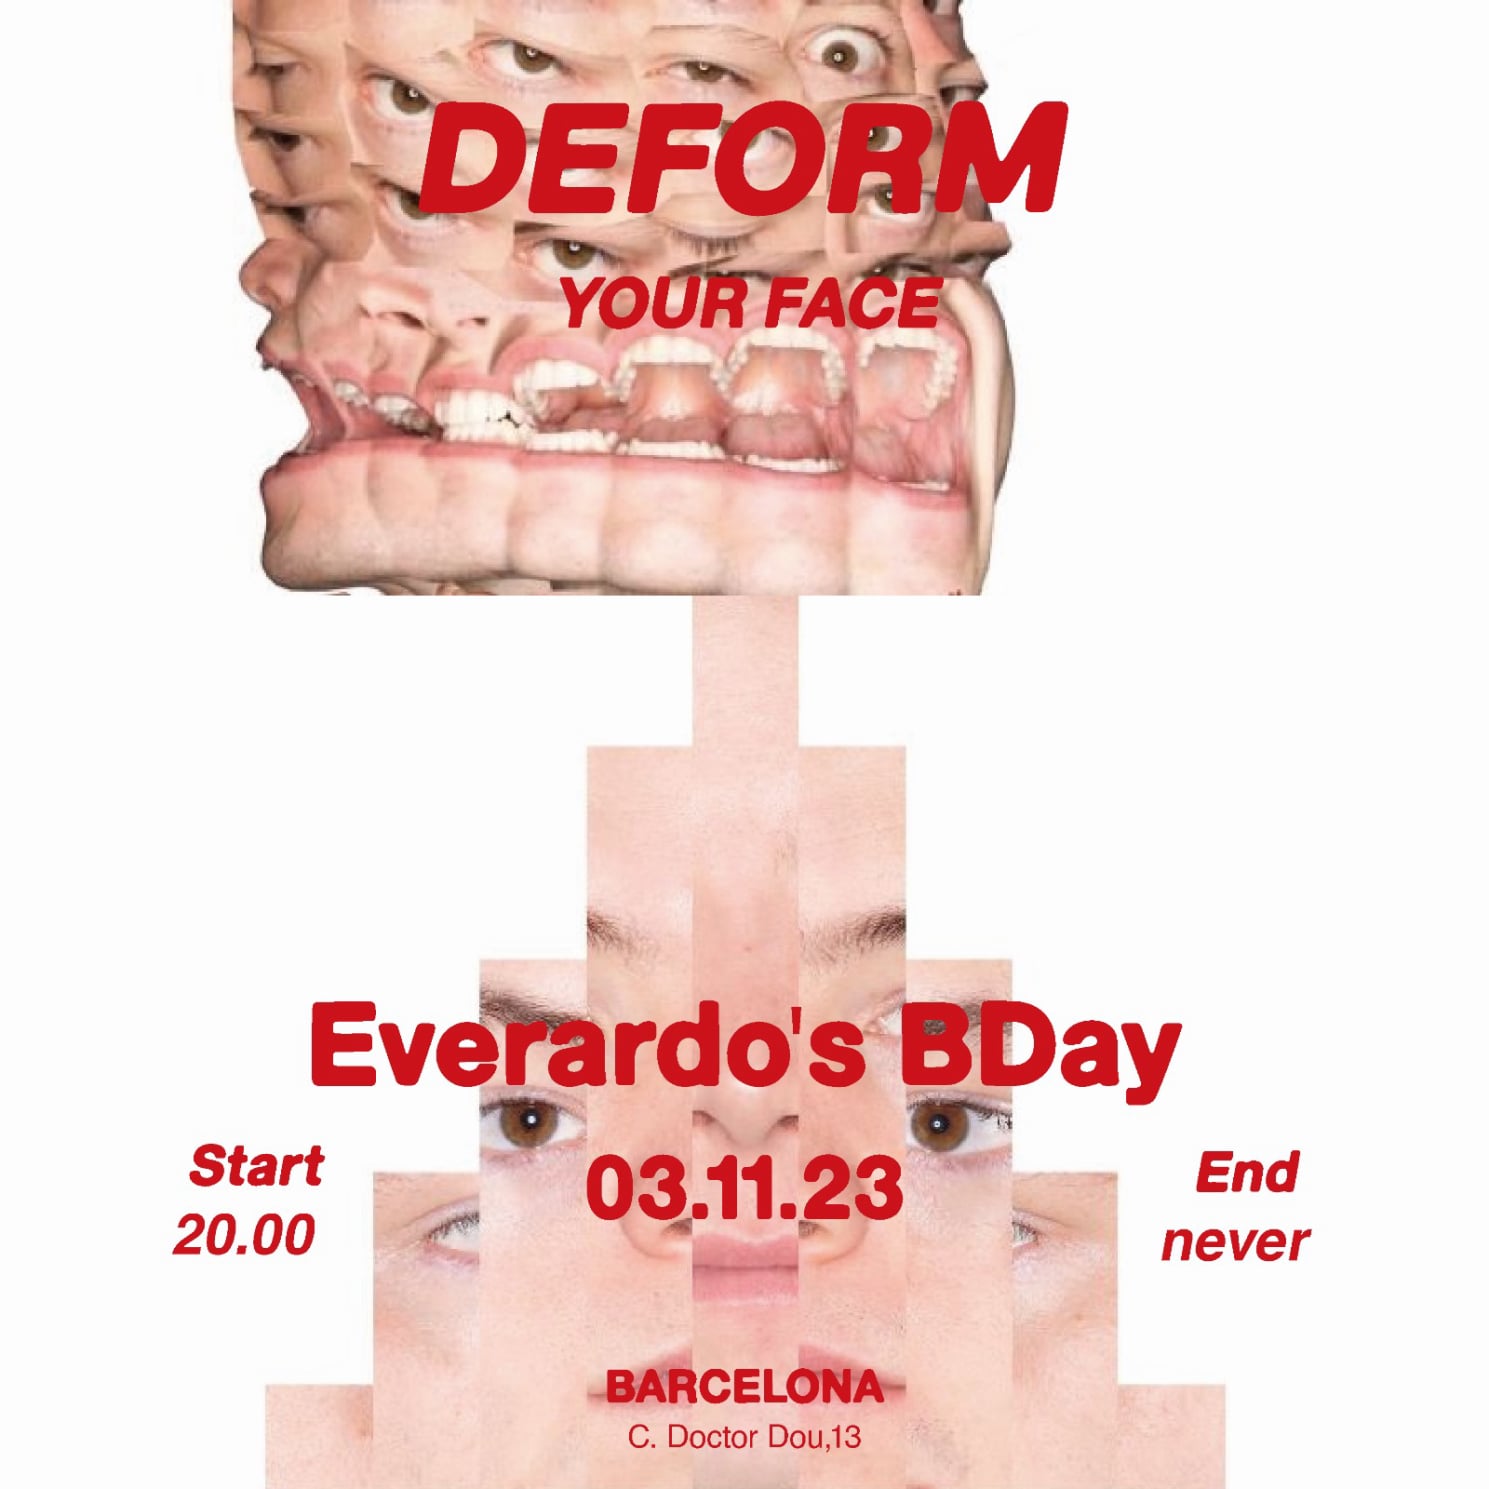 DEFORM
YOUR FACE
Everardo's BDay
Start
20.00
03.11.23
End
never
BARCELONA
C. Doctor Dou,13